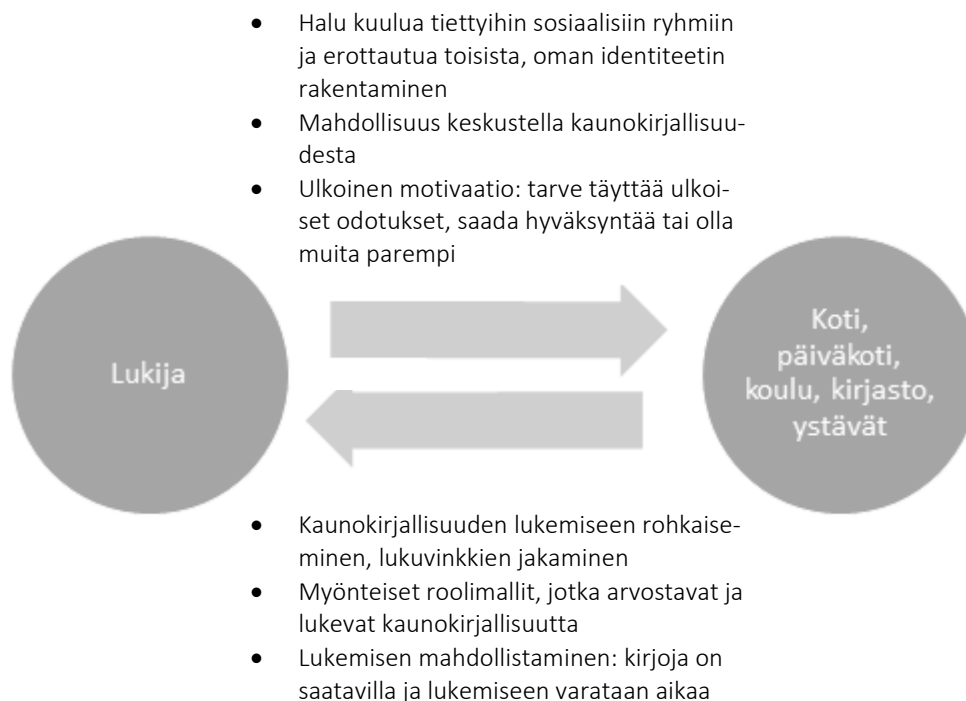 • Halu kuulua tiettyihin sosiaalisiin ryhmiin
ja erottautua toisista, oman identiteetin
rakentaminen
• Mahdollisuus keskustella kaunokirjallisuu-
desta
• Ulkoinen motivaatio: tarve täyttää ulkoi-
set odotukset, saada hyväksyntää tai olla
muita parempi
Lukija
Koti,
päiväkoti,
koulu, kirjasto,
ystävät
• Kaunokirjallisuuden lukemiseen rohkaise-
minen, lukuvinkkien jakaminen
• Myönteiset roolimallit, jotka arvostavat ja
lukevat kaunokirjallisuutta
• Lukemisen mahdollistaminen: kirjoja on
saatavilla ja lukemiseen varataan aikaa